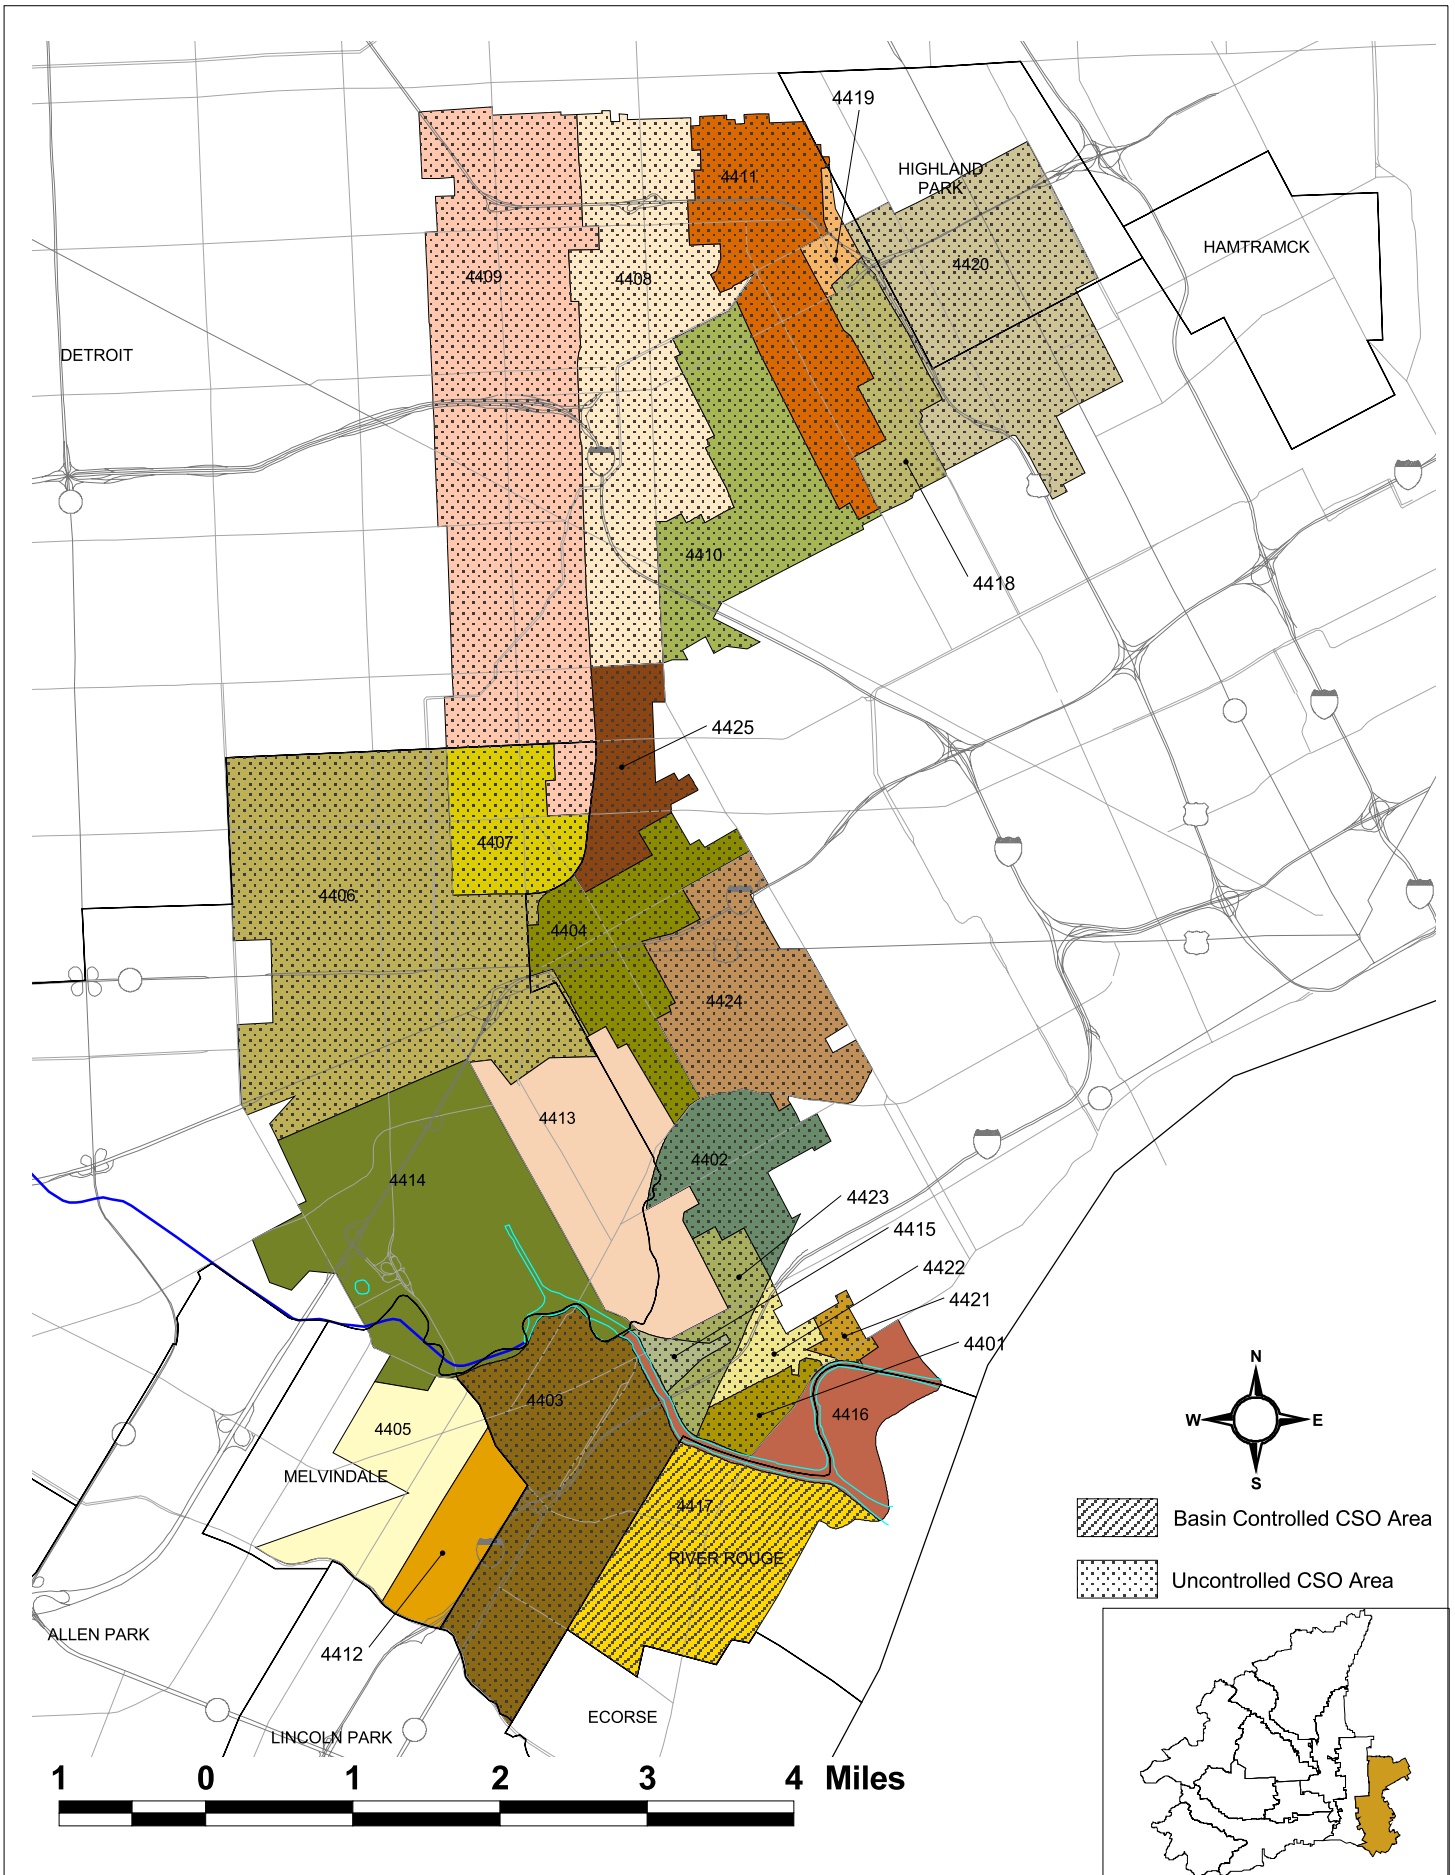 4419
HIGHLAND
PARK
4411
HAMTRAMCK
4409
4408
4420
DETROIT
4410
4418
4425
4407
4406
4404
4424
4413
4402
4414
4423
4415
4422
4421
4401
N
W
E
S
4403
4416
4405
MELVINDALE
4417
Basin Controlled CSO Area
RIVER ROUGE
Uncontrolled CSO Area
ALLEN PARK
4412
ECORSE
LINCOLN PARK
1 0 1 2 3 4 Miles